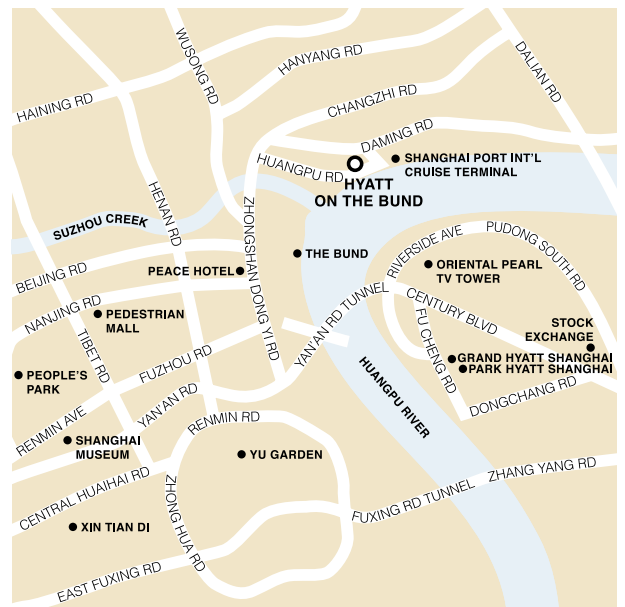 WUSONG RD
HANYANG RD
DALIAN RD
HAINING RD
CHANGZHI RD
DAMING RD
HUANGPU RD
SHANGHAI PORT INT'L
CRUISE TERMINAL
HYATT
ON THE BUND
HENAN RD
SUZHOU CREEK
ZHONGSHAN DONG YI RD
RIVERSIDE AVE
PUDONG SOUTH RD
BEIJING RD
PEACE HOTEL
THE BUND
ORIENTAL PEARL
TV TOWER
NANJING RD
PEDESTRIAN
MALL
YAN'AN RD TUNNEL
CENTURY BLVD
STOCK
EXCHANGE
TIBET RD
FUZHOU RD
FU CHENG RD
GRAND HYATT SHANGHAI
PARK HYATT SHANGHAI
PEOPLE'S
PARK
HUANGPU RIVER
DONGCHANG RD
RENMIN AVE
YAN'AN RD
RENMIN RD
SHANGHAI
MUSEUM
YU GARDEN
CENTRAL HUAIHAI RD
ZHONG HUA RD
FUXING RD TUNNEL
ZHANG YANG RD
XIN TIAN DI
EAST FUXING RD